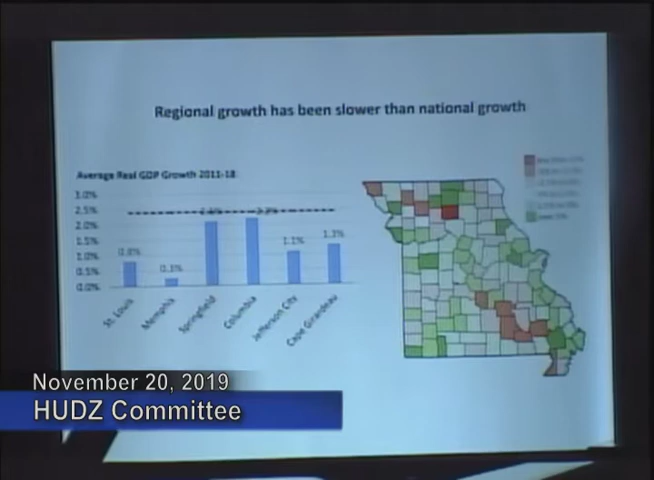 Regional growth has been slower than national growth
Average Real GDP Growth 2011-18
2.5%
2.0%
1.5%
1.0%
0.5%
0.0%
0.8%
0.3%
1.1%
1.3%
St. Louis
Memphis
Springfield
Columbia
Jefferson City
Cape Girardeau
November 20, 2019
HUDZ Committee